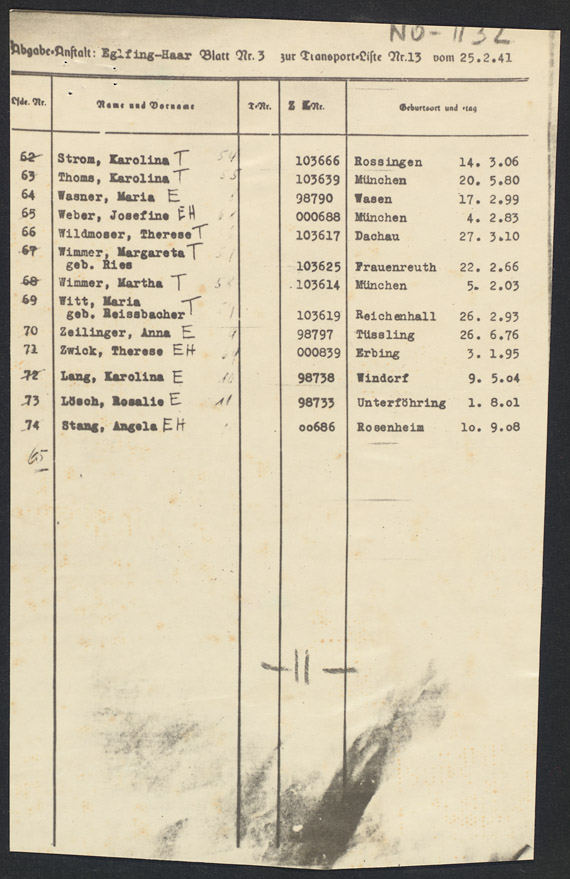 NO-1132
Abgabe-Anstalt: Eglfing-Haar Blatt Nr. 3 zur Transport-Liste Nr. 13 vom 25.2.41
Lfde. Nr. Name und Vorname T-Nr. Z Nr. Geburtsort und -tag
62 Strom, Karolina T 103666 Rossingen 14. 3.06
63 Thoms, Karolina T 103639 München 20. 5.80
64 Wasner, Maria E 98790 Wasen 17. 2.99
65 Weber, Josefine EH 000688 München 4. 2.83
66 Wildmoser, Therese T 103617 Dachau 27. 3.10
67 Wimmer, Margareta T
geb. Ries 103625 Frauenreuth 22. 2.66
68 Wimmer, Martha T 103614 München 5. 2.03
69 Witt, Maria
geb. Reissbacher T 103619 Reichenhall 26. 2.93
70 Zeilinger, Anna E 98797 Tüssling 26. 6.76
71 Zwick, Therese EH 000839 Erbing 3. 1.95
72 Lang, Karolina E 98738 Windorf 9. 5.04
73 Lösch, Rosalie E 11 98733 Unterföhring 1. 8.01
74 Stang, Angela EH 00686 Rosenheim 10. 9.08
65
-11-